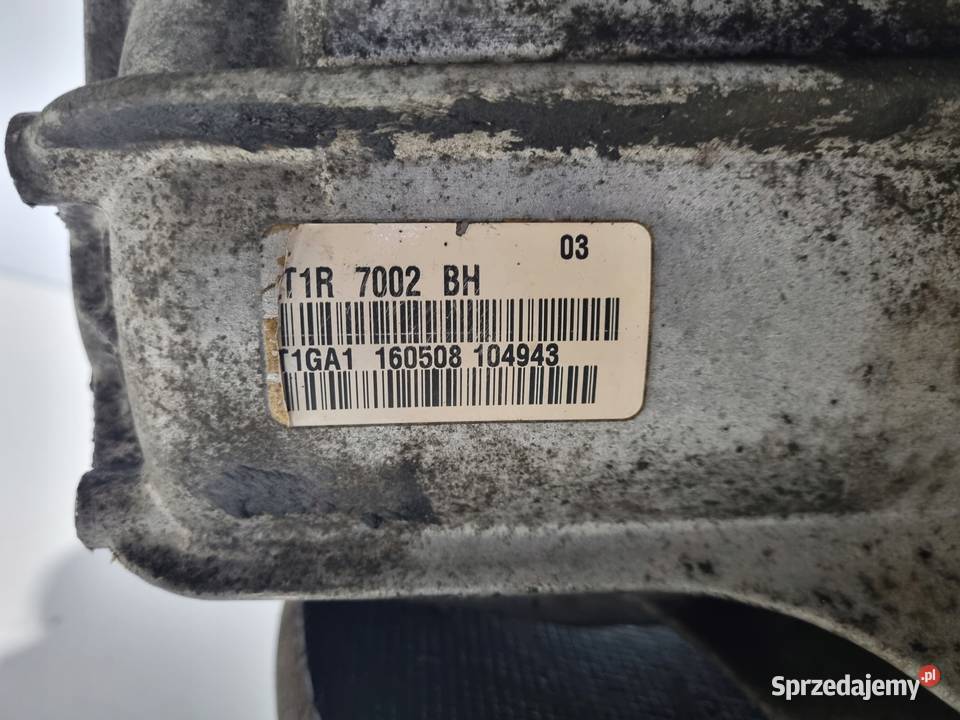 03
T1R 7002 BH
T1GA1 160508 104943
Sprzedajemy.pl